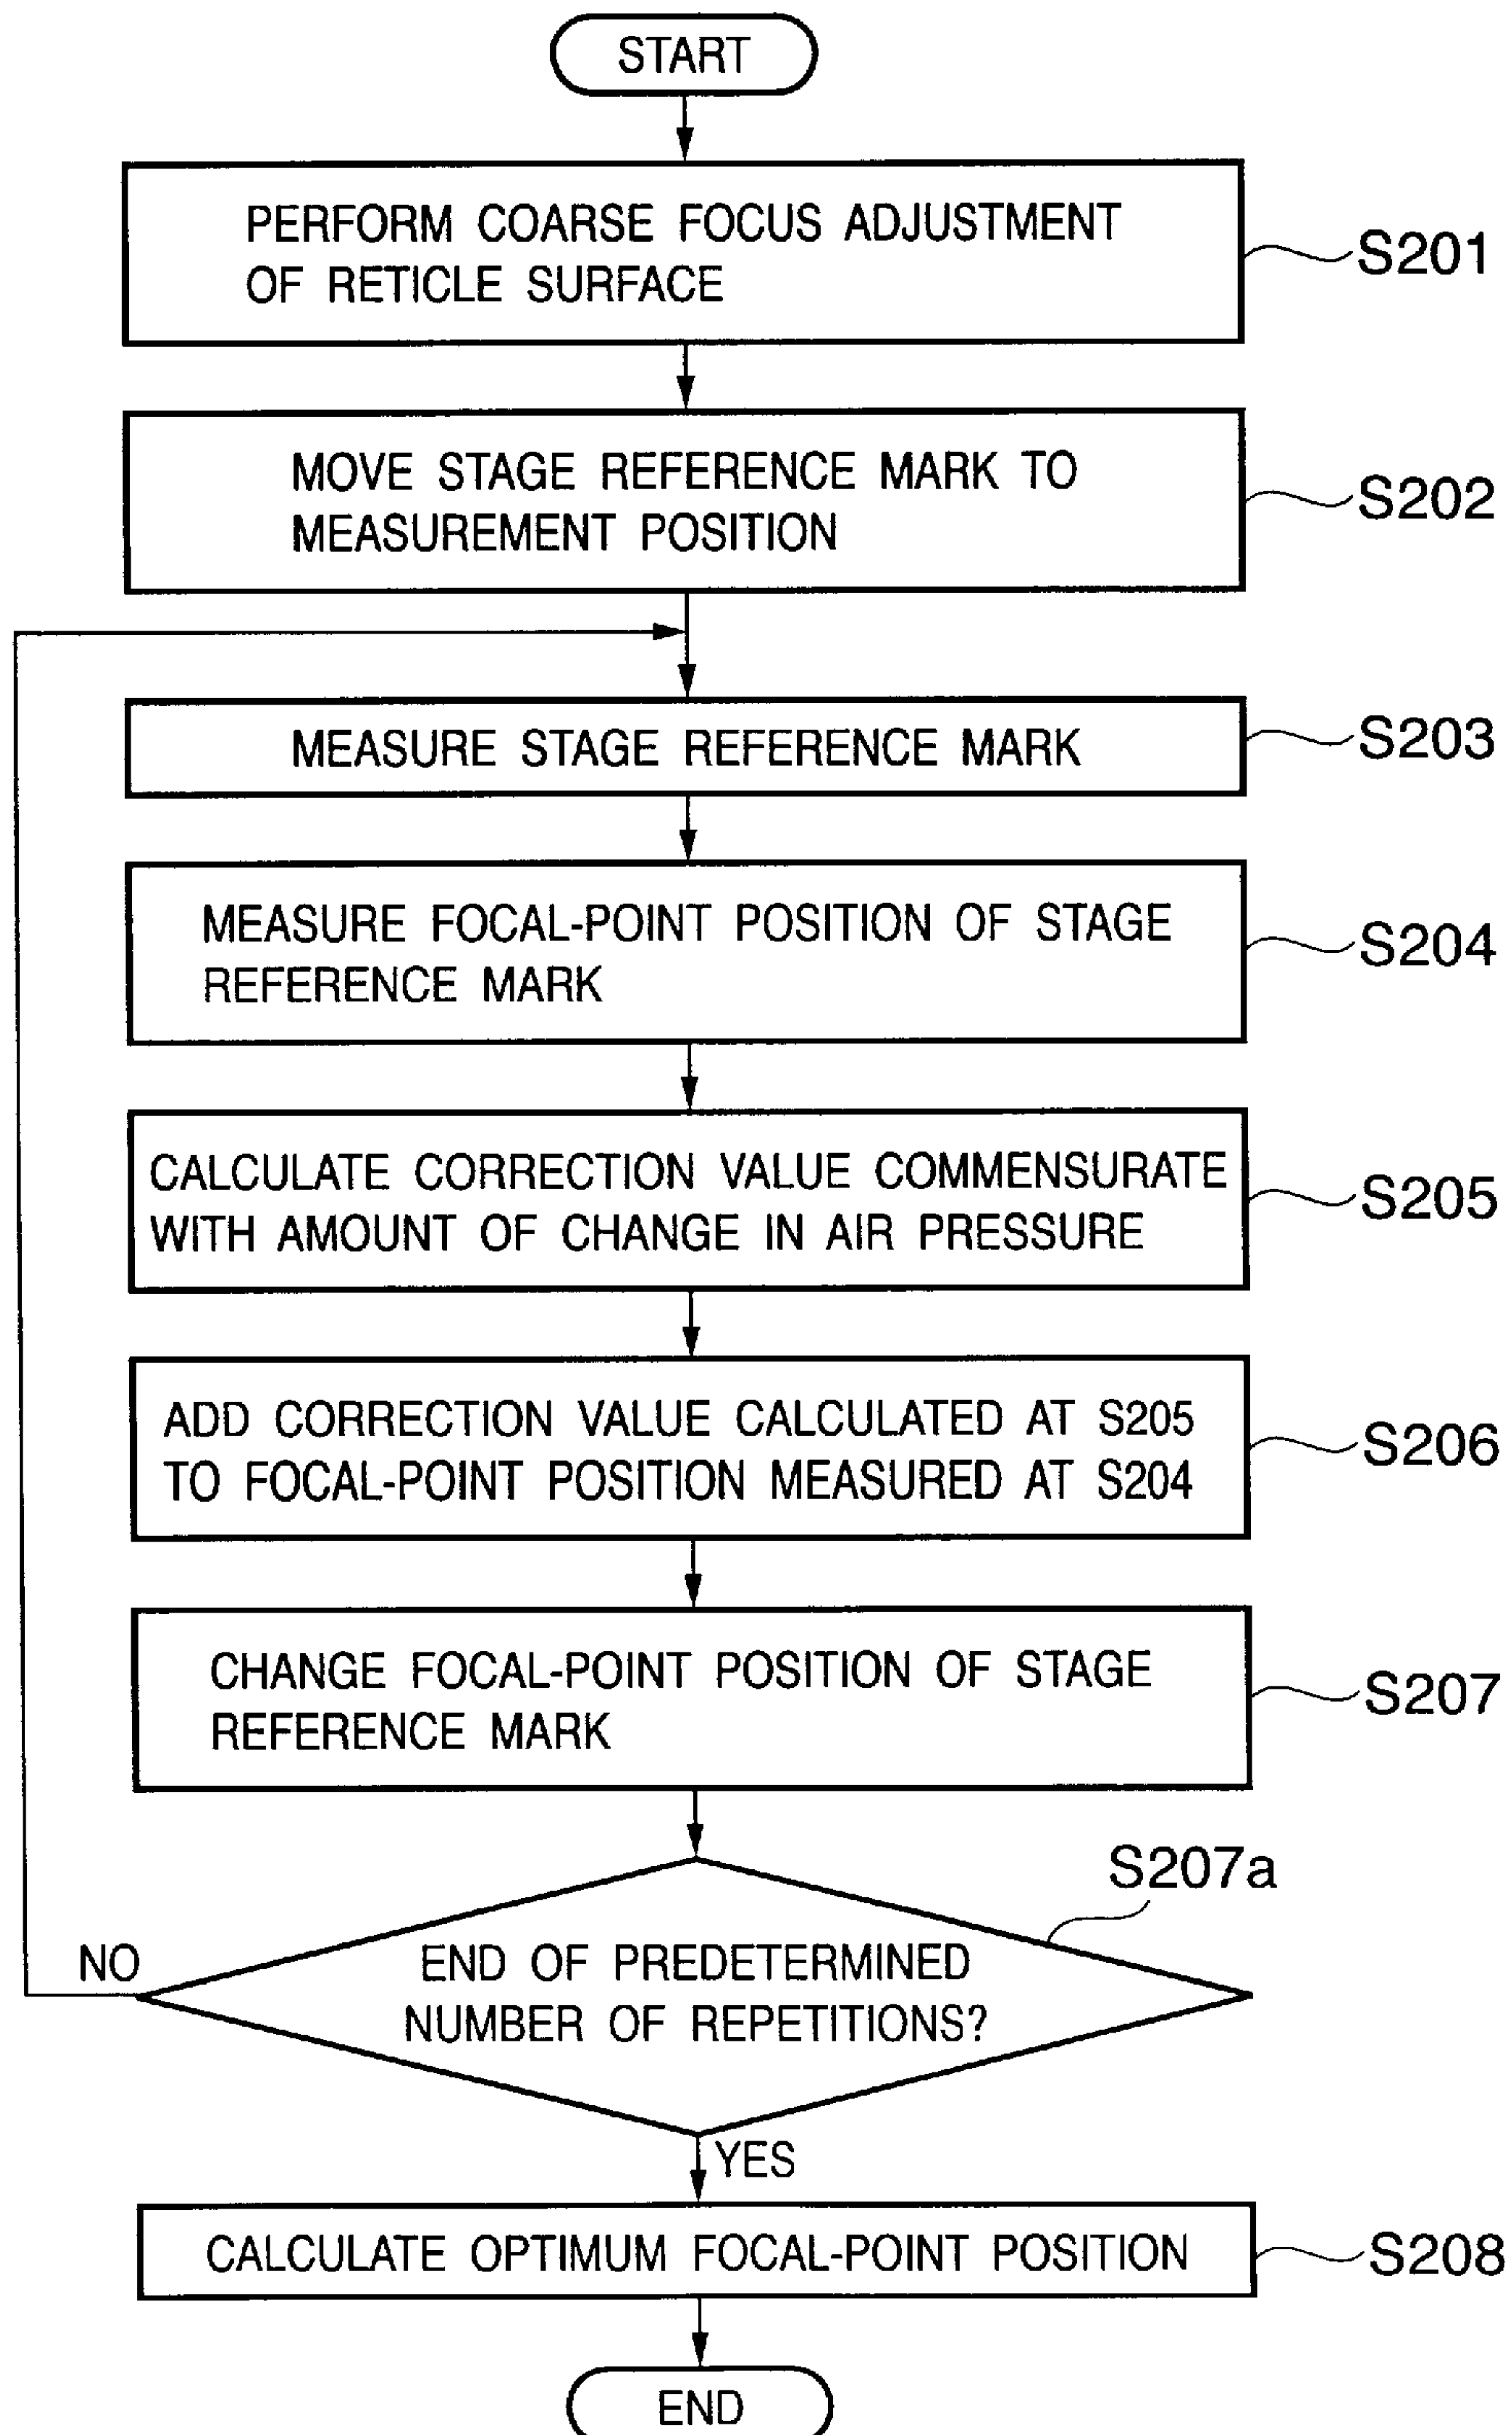 START
PERFORM COARSE FOCUS ADJUSTMENT
OF RETICLE SURFACE
S201
MOVE STAGE REFERENCE MARK TO
MEASUREMENT POSITION
S202
MEASURE STAGE REFERENCE MARK
S203
MEASURE FOCAL-POINT POSITION OF STAGE
REFERENCE MARK
S204
CALCULATE CORRECTION VALUE COMMENSURATE
WITH AMOUNT OF CHANGE IN AIR PRESSURE
S205
ADD CORRECTION VALUE CALCULATED AT S205
TO FOCAL-POINT POSITION MEASURED AT S204
S206
CHANGE FOCAL-POINT POSITION OF STAGE
REFERENCE MARK
S207
S207a
NO
END OF PREDETERMINED
NUMBER OF REPETITIONS?
YES
CALCULATE OPTIMUM FOCAL-POINT POSITION
S208
END